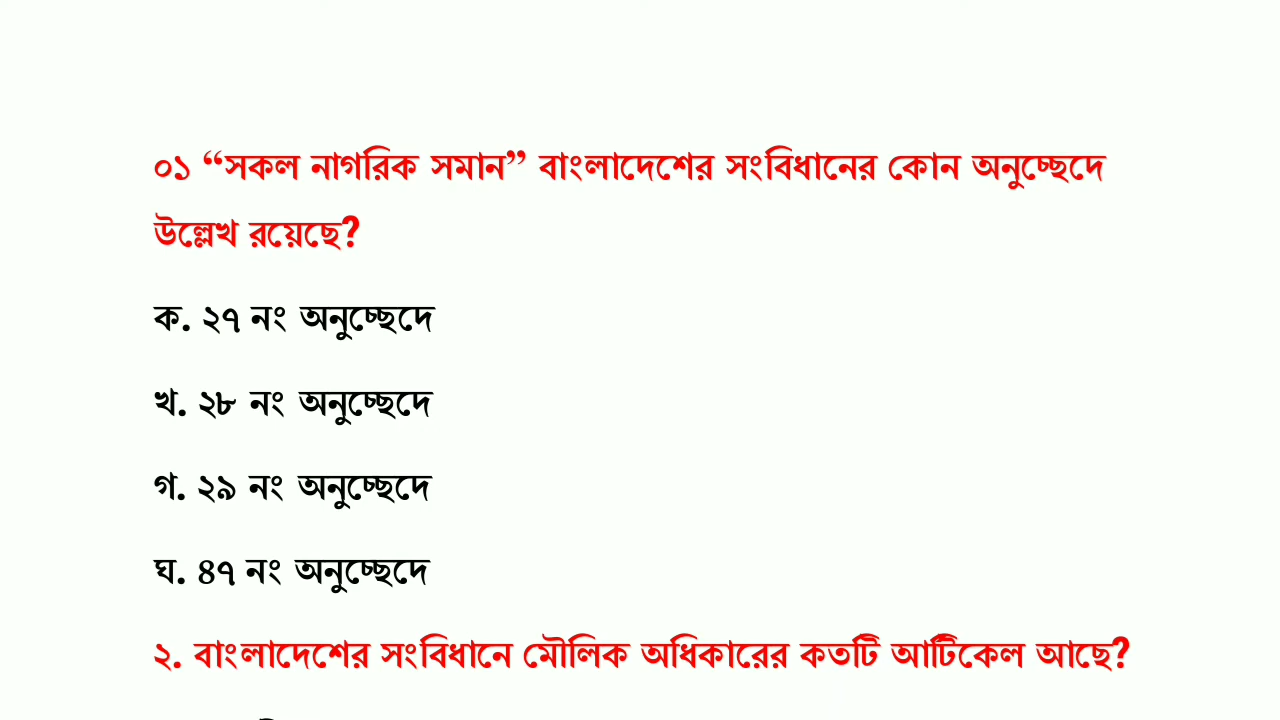 ০১ “সকল নাগরিক সমান” বাংলাদেশের সংবিধানের কোন অনুচ্ছেদে
উল্লেখ রয়েছে?
ক. ২৭ নং অনুচ্ছেদে
খ. ২৮ নং অনুচ্ছেদে
গ. ২৯ নং অনুচ্ছেদে
ঘ. ৪৭ নং অনুচ্ছেদে
২. বাংলাদেশের সংবিধানে মৌলিক অধিকারের কতটি আর্টিকেল আছে?